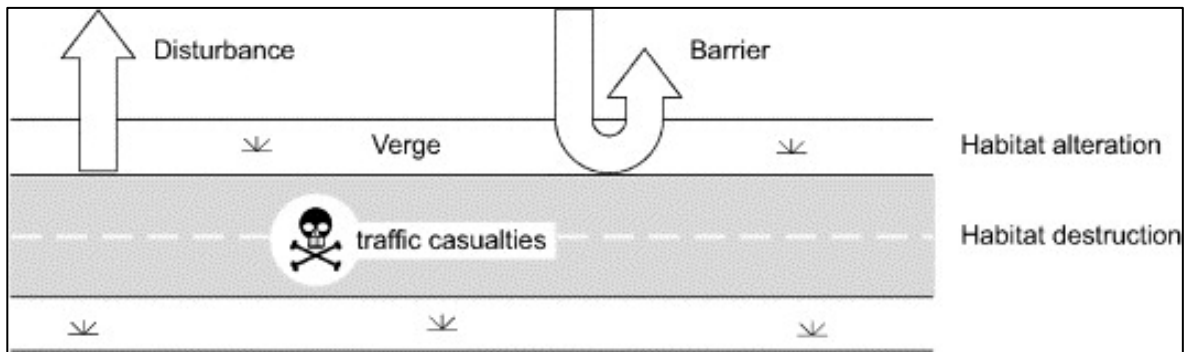 Disturbance
Barrier
Verge
Habitat alteration
traffic casualties
Habitat destruction